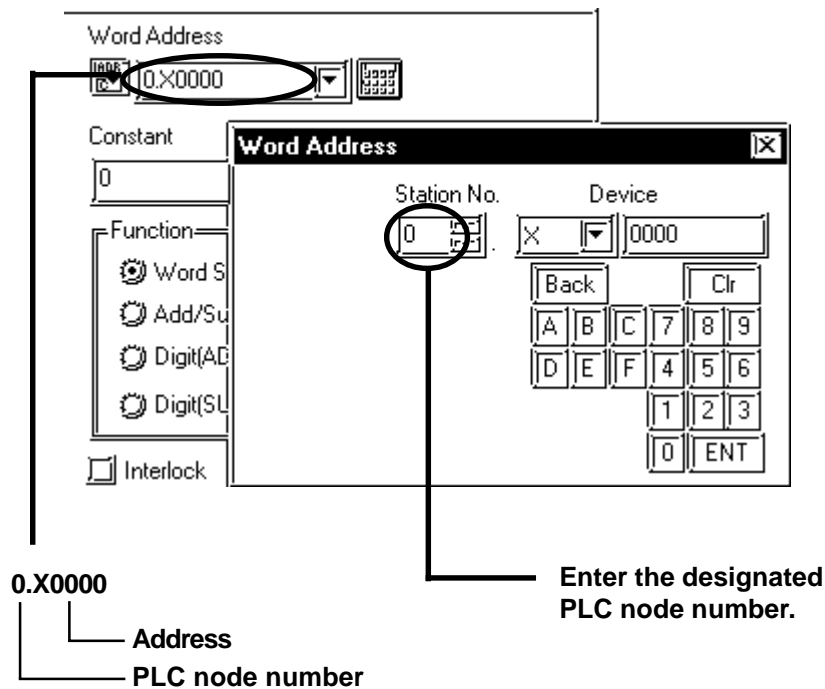 Word Address
0.X0000
Constant
0
Word Address
Station No. Device
0 . X 0000
Function
Word S
Add/Su
Digit(AD
Digit(SU
Back Clr
A B C 7 8 9
D E F 4 5 6
1 2 3
0 ENT
Interlock
0.X0000
Address
PLC node number
Enter the designated
PLC node number.